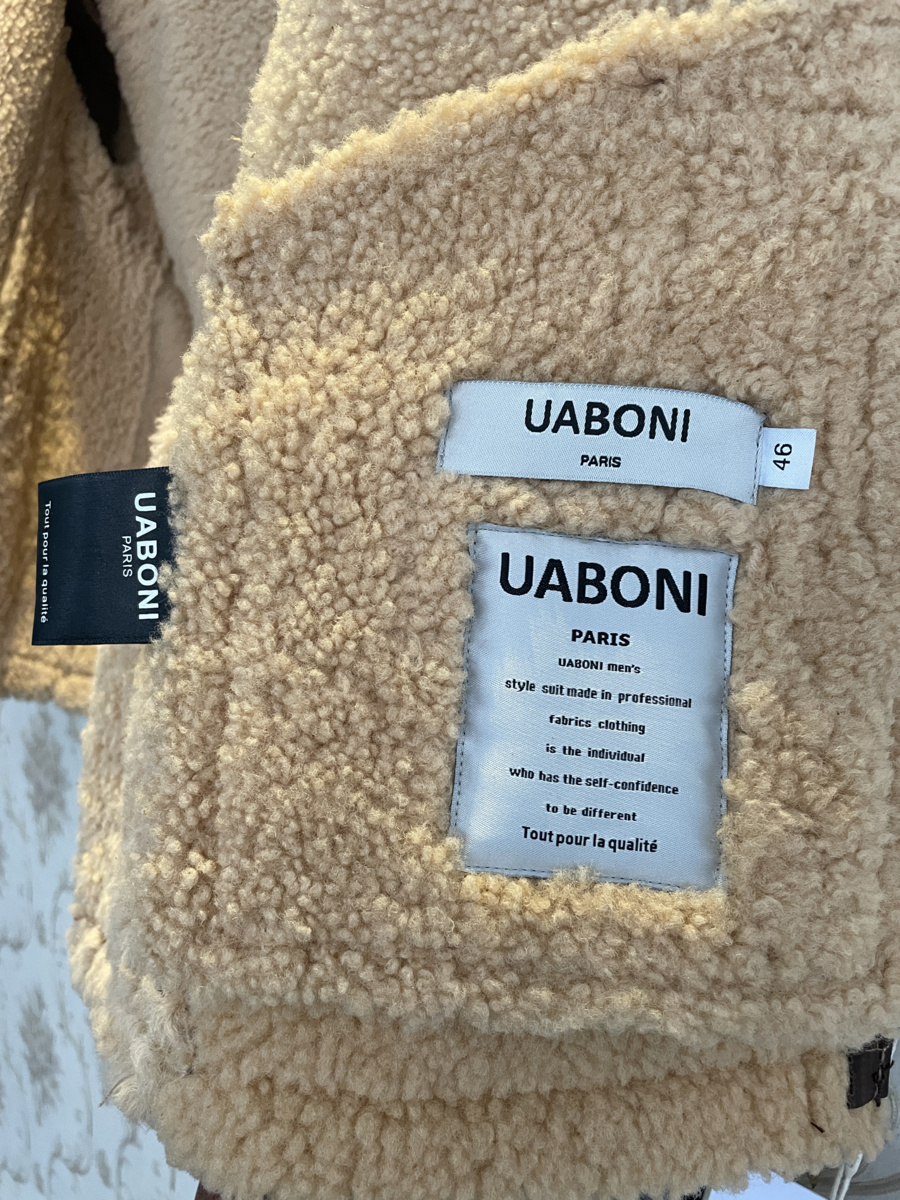 UABONI
PARIS
46
UABONI
PARIS
UABONI men's
style suit made in professional
fabrics clothing
is the individual
who has the self-confidence
to be different
Tout pour la qualité
UABONI
PARIS
Tout pour la qualité